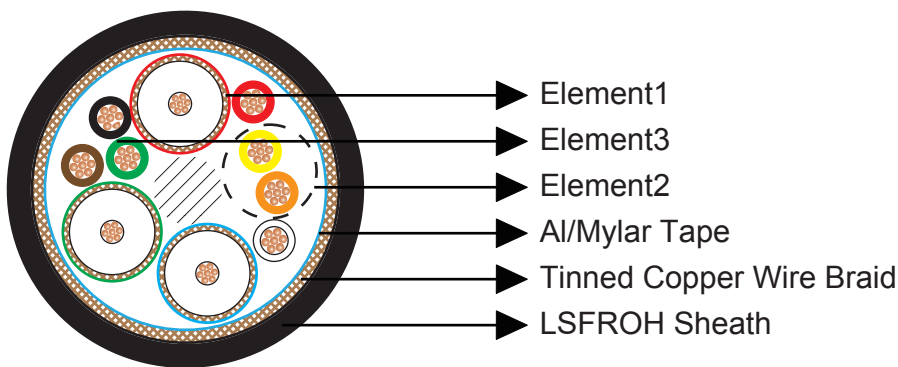 Element1
Element3
Element2
Al/Mylar Tape
Tinned Copper Wire Braid
LSFROH Sheath